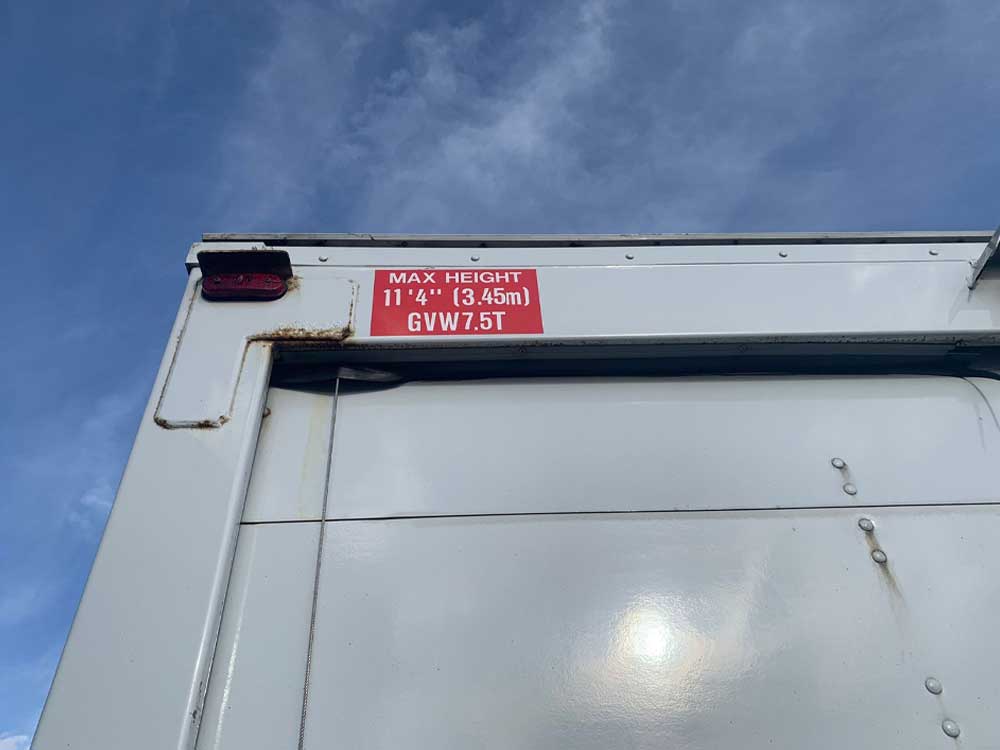 MAX HEIGHT
11'4" (3.45m)
GVW7.5T